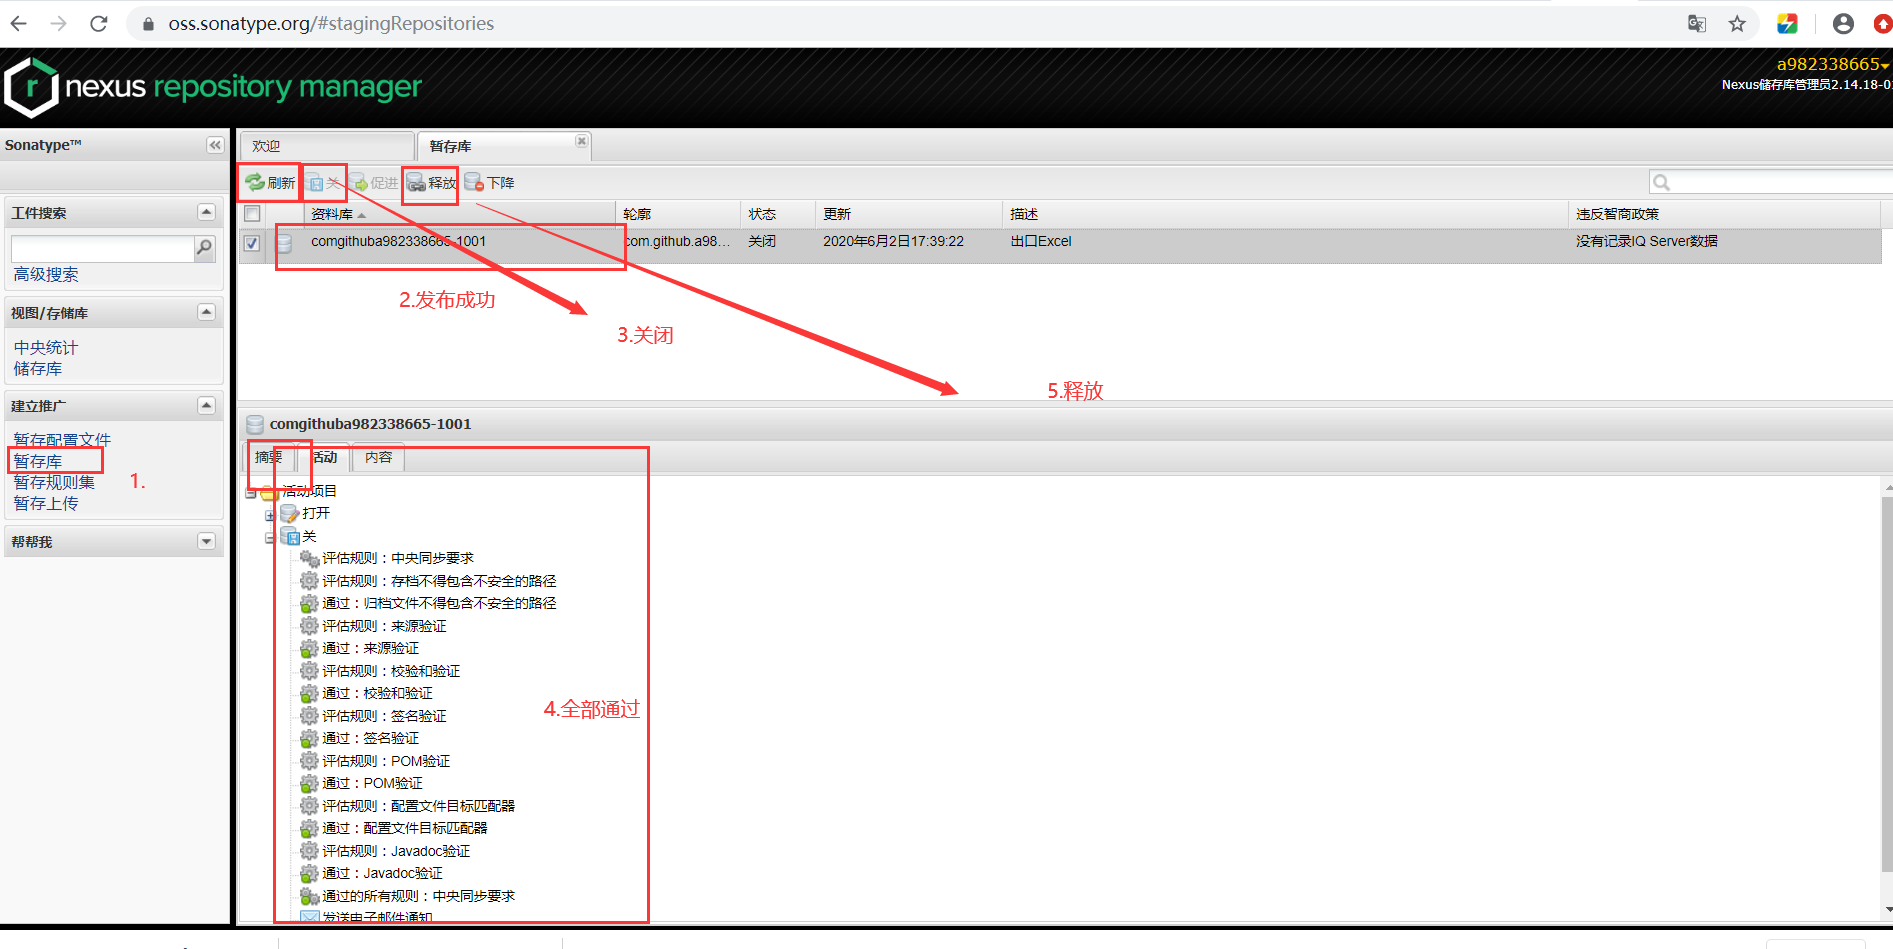 oss.sonatype.org/#stagingRepositories
nexus repository manager
a982338665
Nexus储存库管理员2.14.18-01
Sonatype™
欢迎
暂存库
刷新
关
促进
释放
下降
工件搜索
高级搜索
视图/存储库
中央统计
储存库
建立推广
暂存配置文件
暂存库
1.
暂存规则集
暂存上传
帮帮我
资料库 轮廓 状态 更新 描述 违反智商政策
comgithuba982338665-1001 com.github.a98... 关闭 2020年6月2日17:39:22 出口Excel 没有记录IQ Server数据
2.发布成功
3.关闭
5.释放
comgithuba982338665-1001
摘要
活动
内容
活动项目
打开
关
评估规则：中央同步要求
评估规则：存档不得包含不安全的路径
通过：归档文件不得包含不安全的路径
评估规则：来源验证
通过：来源验证
评估规则：校验和验证
通过：校验和验证
4.全部通过
评估规则：签名验证
通过：签名验证
评估规则：POM验证
通过：POM验证
评估规则：配置文件目标匹配器
通过：配置文件目标匹配器
评估规则：Javadoc验证
通过：Javadoc验证
通过的所有规则：中央同步要求
发送电子邮件通知